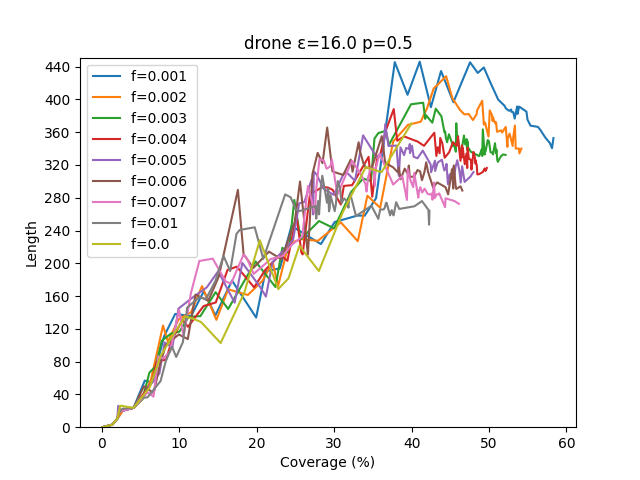 drone ε=16.0 p=0.5
440
400
360
320
280
240
200
160
120
80
40
0
Length
f=0.001
f=0.002
f=0.003
f=0.004
f=0.005
f=0.006
f=0.007
f=0.01
f=0.0
0 10 20 30 40 50 60
Coverage (%)